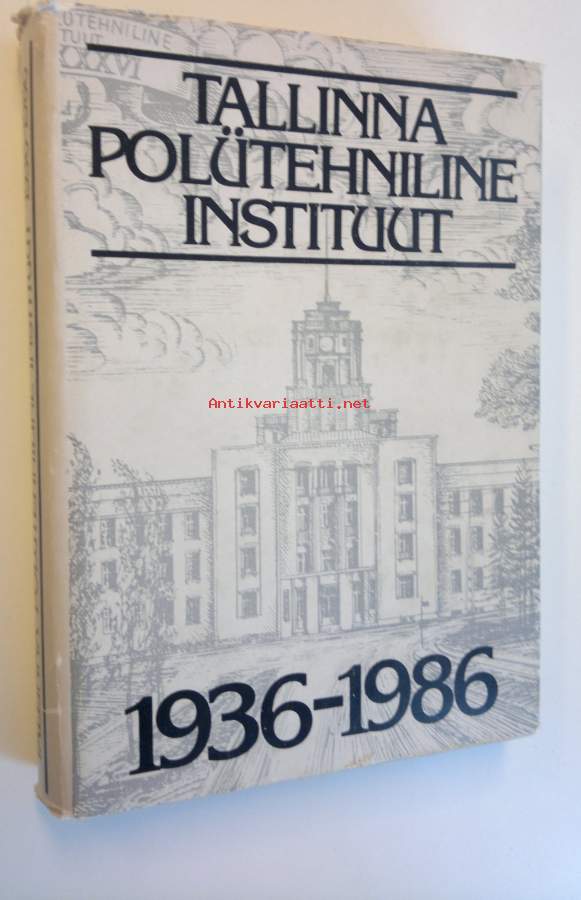 TALLINNA
POLÜTEHNILINE
INSTITUUT
Antikvariaatti.net
1936-1986